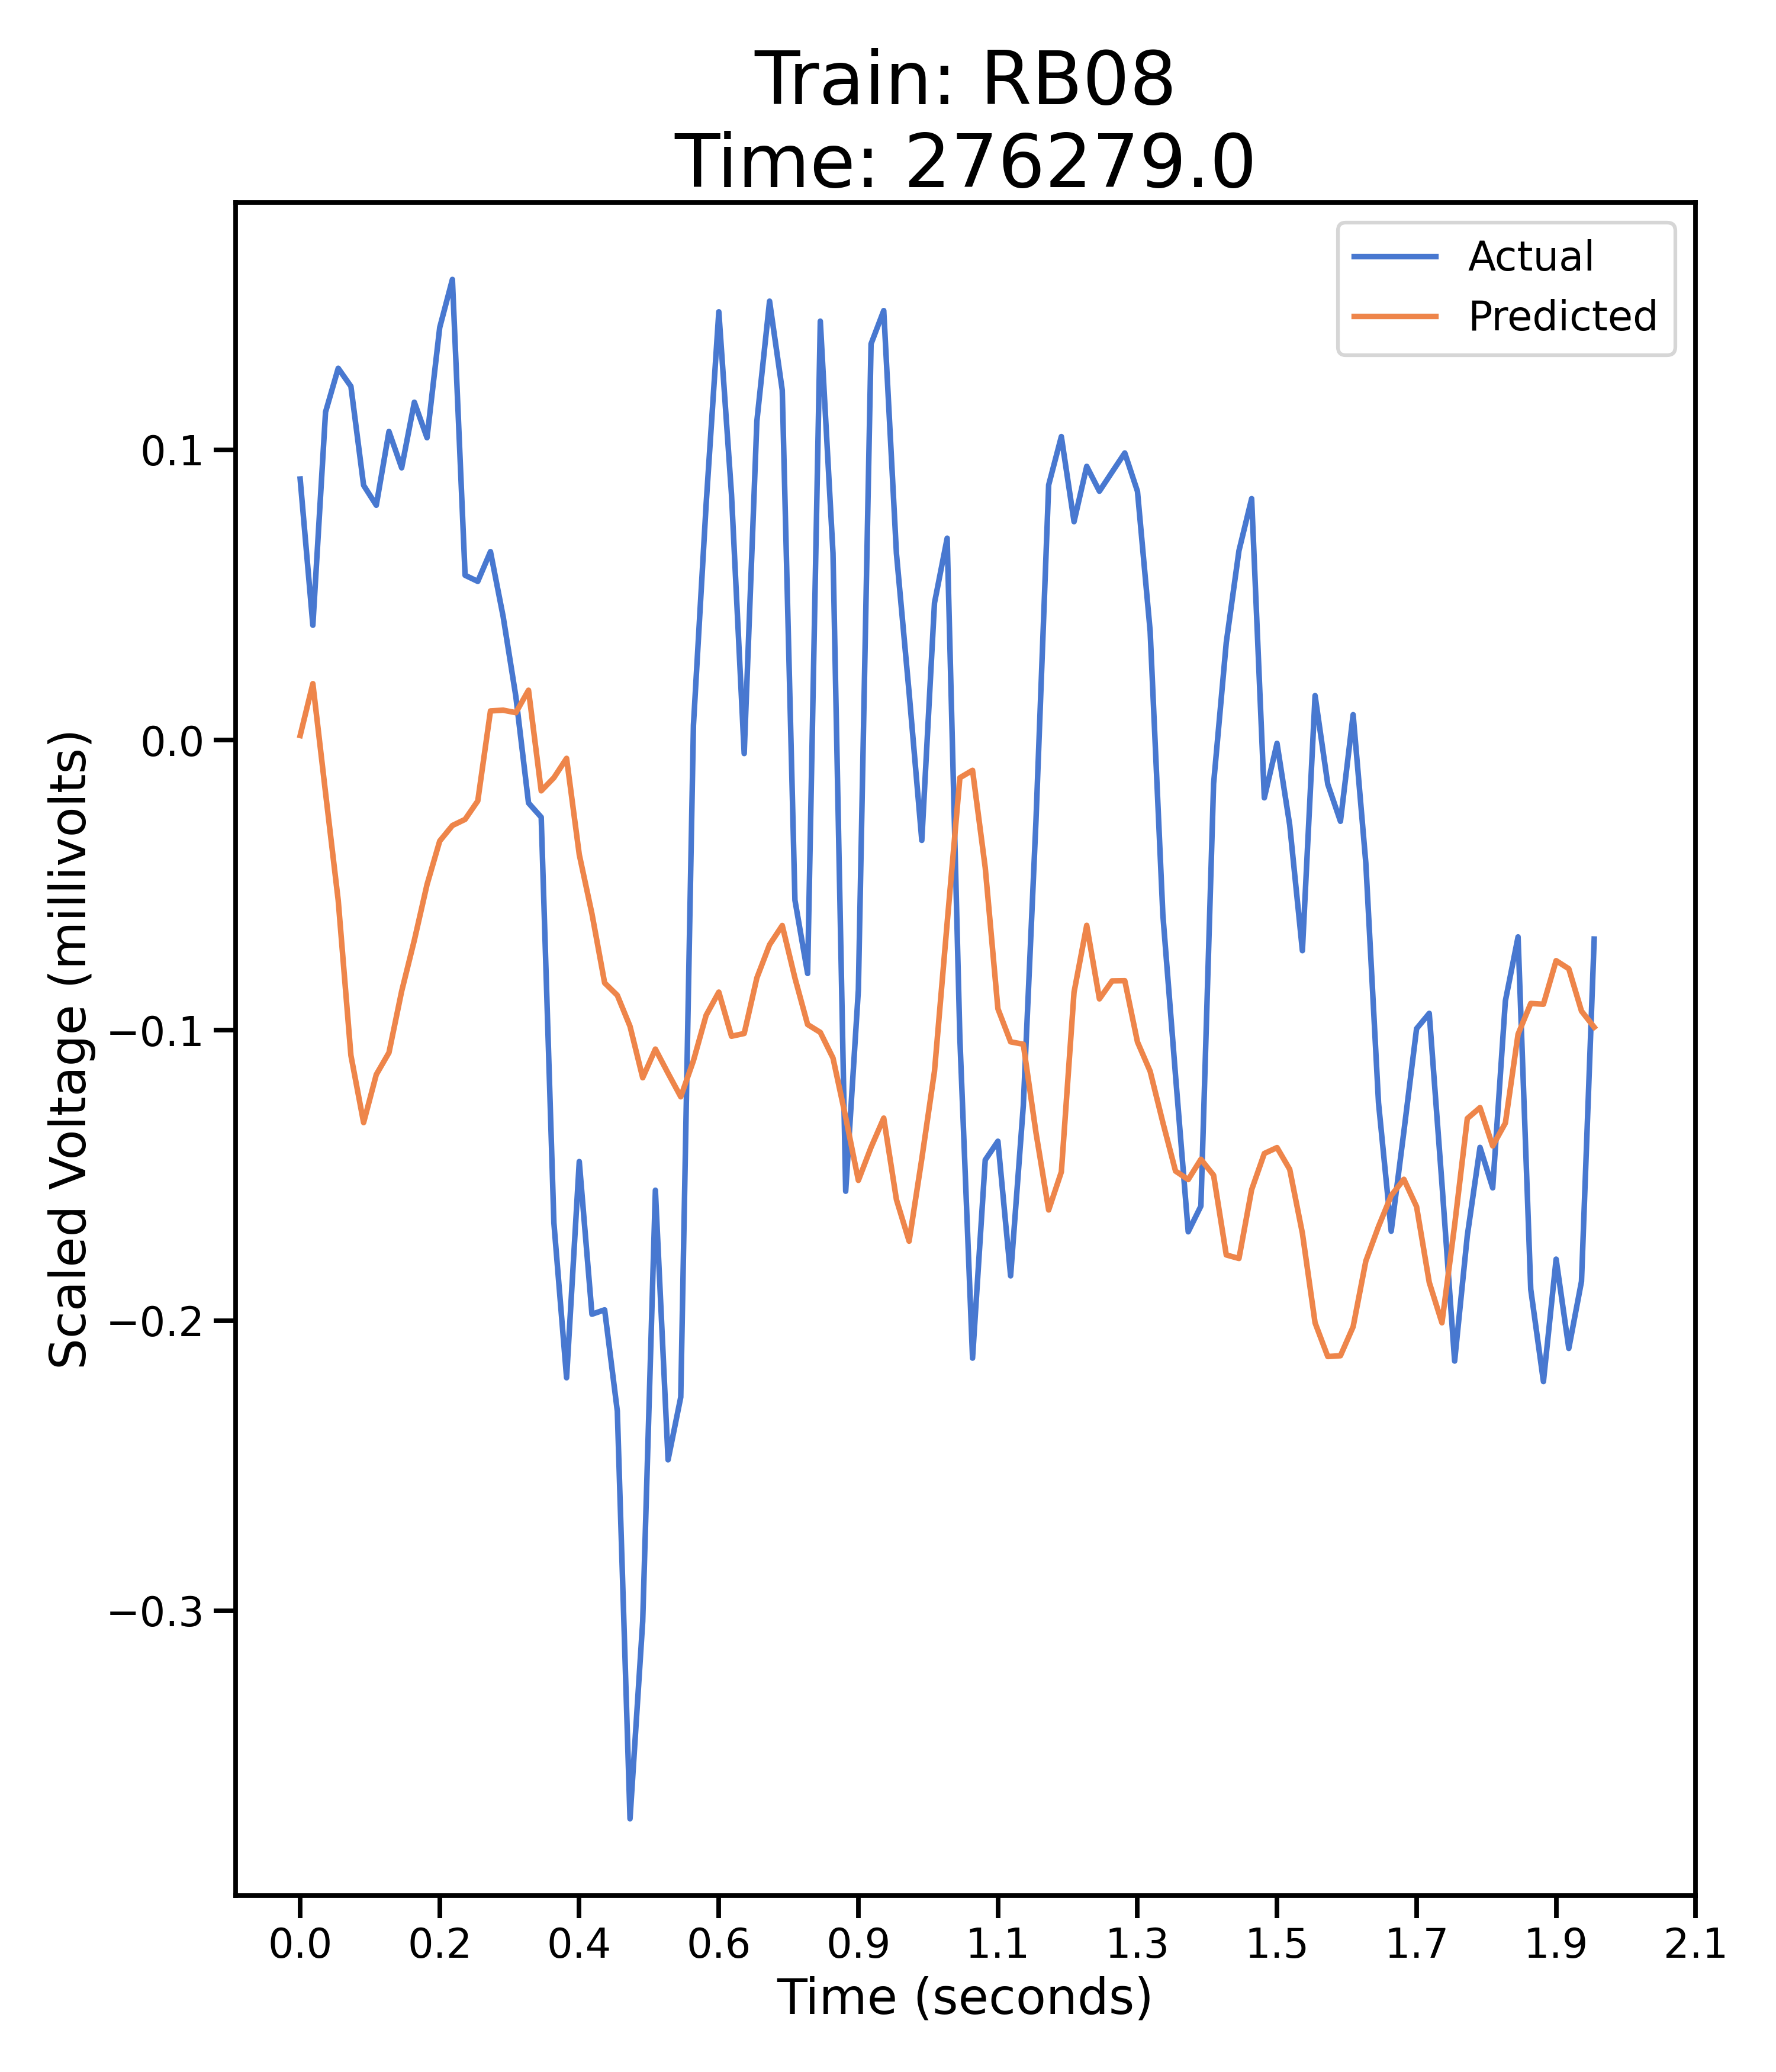 Train: RB08
Time: 276279.0
Actual
Predicted
Scaled Voltage (millivolts)
0.1
0.0
−0.1
−0.2
−0.3
0.0 0.2 0.4 0.6 0.9 1.1 1.3 1.5 1.7 1.9 2.1
Time (seconds)